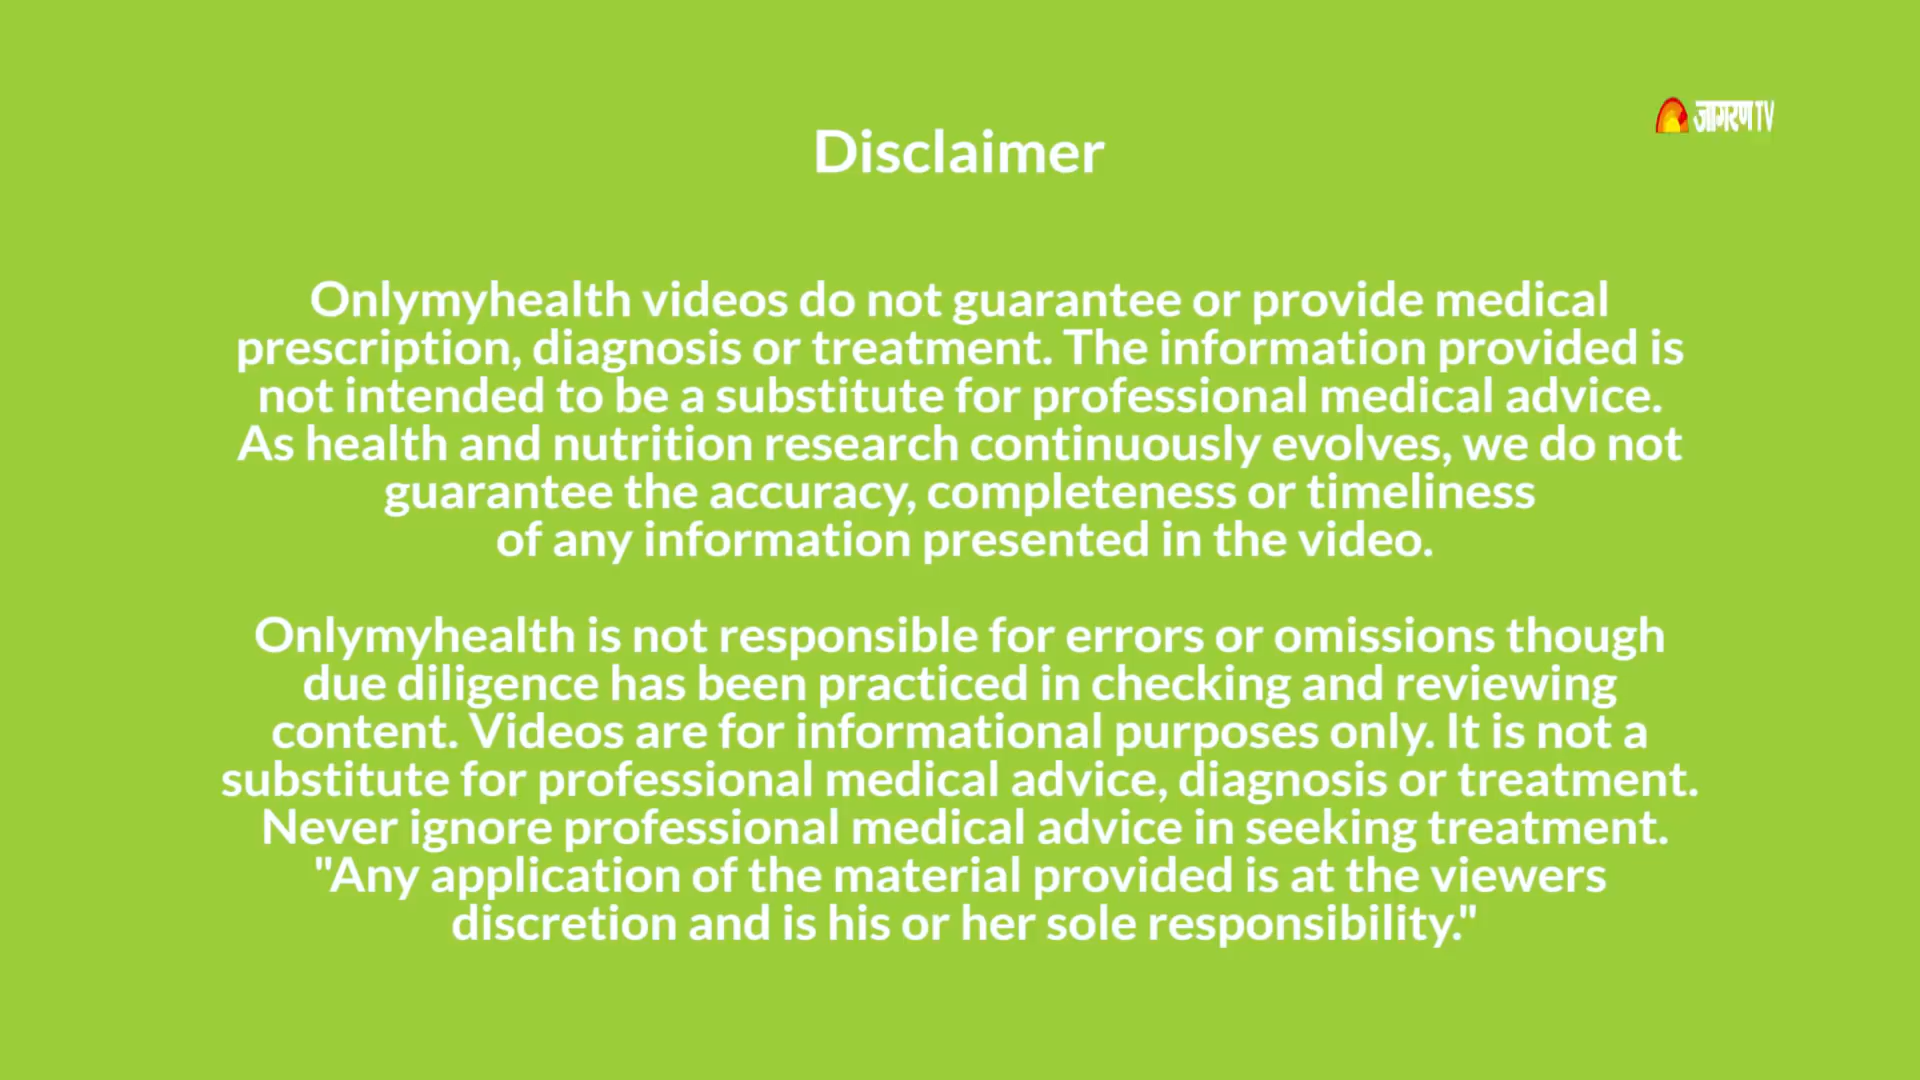 जागरण TV
Disclaimer
Onlymyhealth videos do not guarantee or provide medical
prescription, diagnosis or treatment. The information provided is
not intended to be a substitute for professional medical advice.
As health and nutrition research continuously evolves, we do not
guarantee the accuracy, completeness or timeliness
of any information presented in the video.
Onlymyhealth is not responsible for errors or omissions though
due diligence has been practiced in checking and reviewing
content. Videos are for informational purposes only. It is not a
substitute for professional medical advice, diagnosis or treatment.
Never ignore professional medical advice in seeking treatment.
"Any application of the material provided is at the viewers
discretion and is his or her sole responsibility."